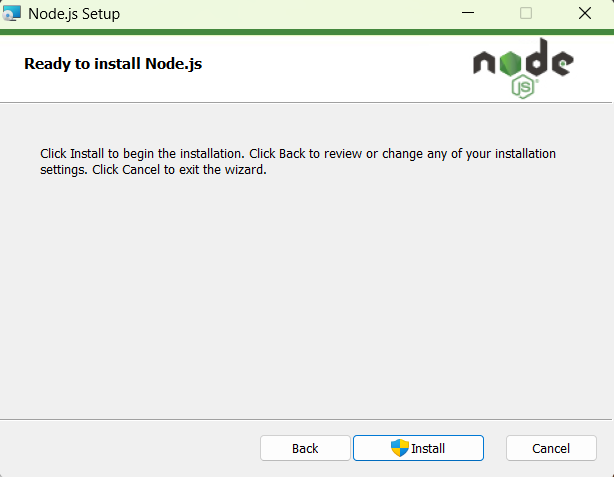 Node.js Setup
Ready to install Node.js
node
JS
Click Install to begin the installation. Click Back to review or change any of your installation
settings. Click Cancel to exit the wizard.
Back
Install
Cancel